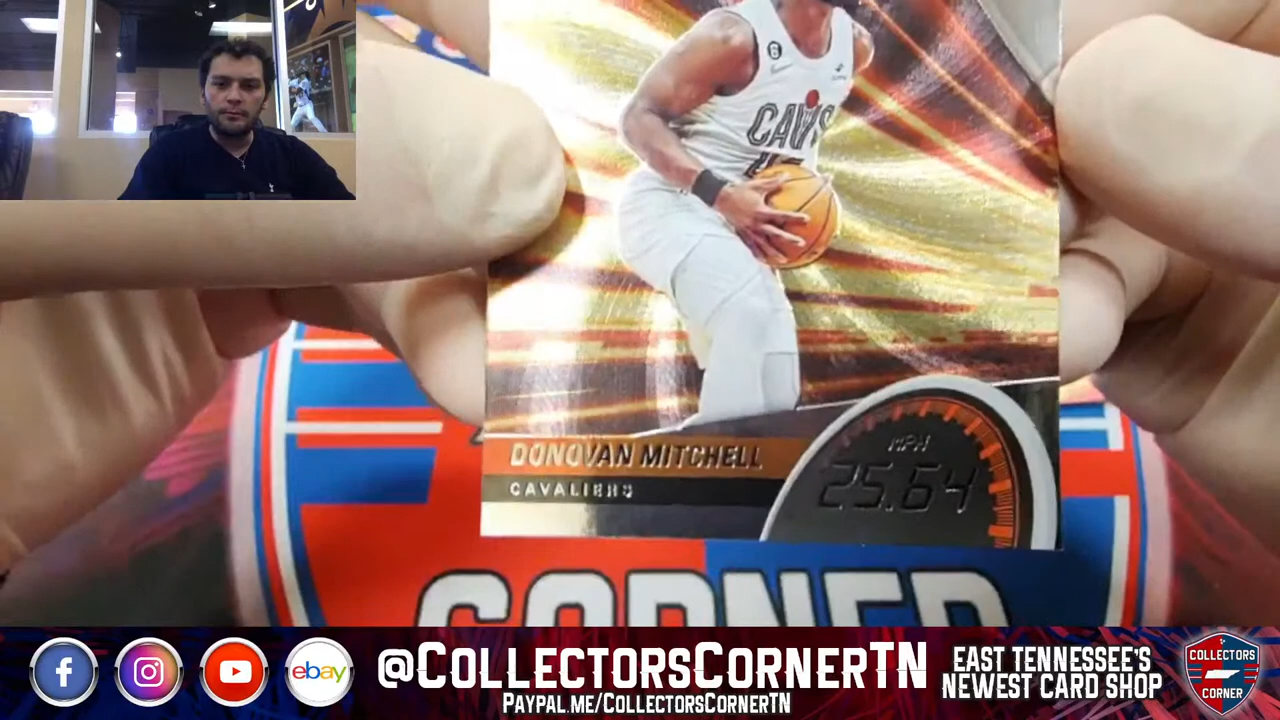 CAVS
DONOVAN MITCHELL
CAVALIERS
MPH
25.64
CORNER
ebay
@COLLECTORSCORNERTN
PAYPAL.ME/COLLECTORSCORNERTN
EAST TENNESSEE'S
NEWEST CARD SHOP
COLLECTORS
CORNER